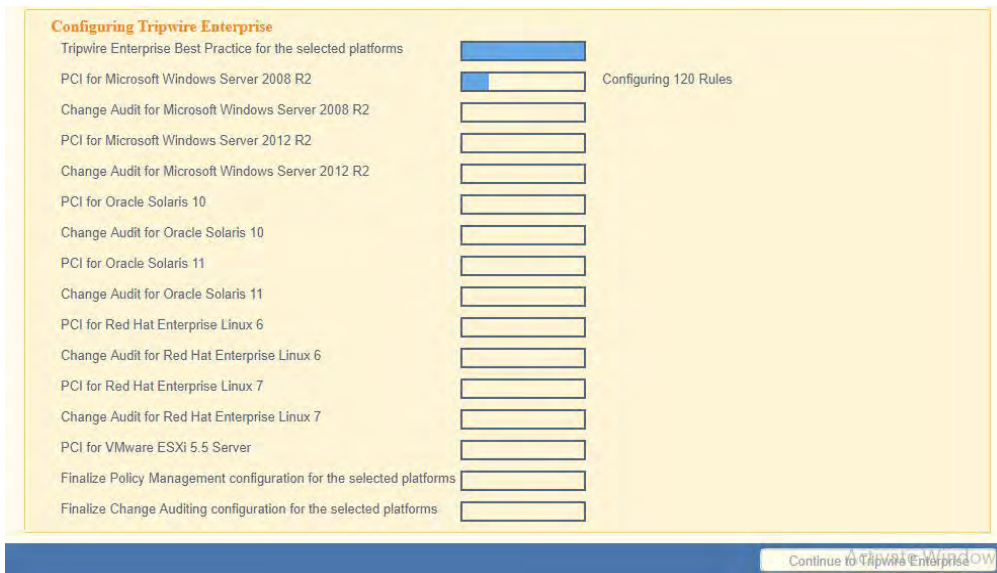 Configuring Tripwire Enterprise
Tripwire Enterprise Best Practice for the selected platforms
PCI for Microsoft Windows Server 2008 R2 Configuring 120 Rules
Change Audit for Microsoft Windows Server 2008 R2
PCI for Microsoft Windows Server 2012 R2
Change Audit for Microsoft Windows Server 2012 R2
PCI for Oracle Solaris 10
Change Audit for Oracle Solaris 10
PCI for Oracle Solaris 11
Change Audit for Oracle Solaris 11
PCI for Red Hat Enterprise Linux 6
Change Audit for Red Hat Enterprise Linux 6
PCI for Red Hat Enterprise Linux 7
Change Audit for Red Hat Enterprise Linux 7
PCI for VMware ESXi 5.5 Server
Finalize Policy Management configuration for the selected platforms
Finalize Change Auditing configuration for the selected platforms
Continue to Tripwire Enterprise
Activate Window